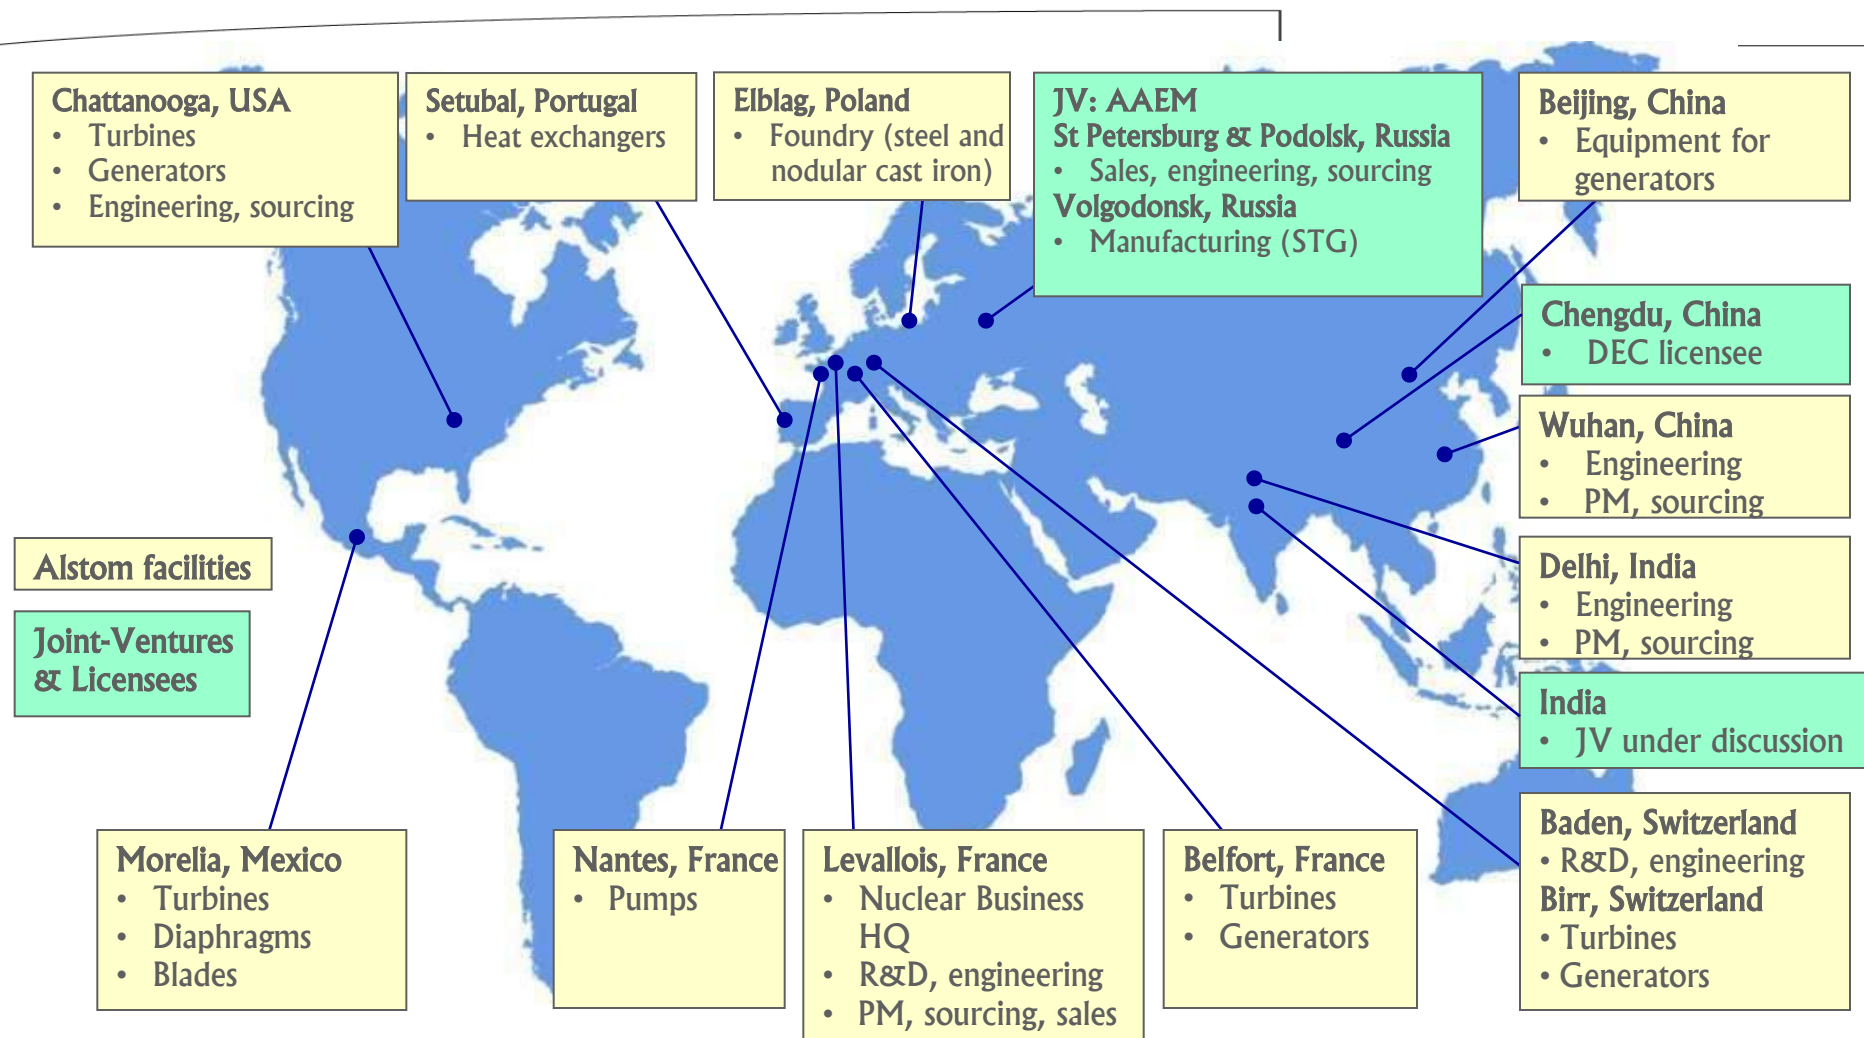 Chattanooga, USA
• Turbines
• Generators
• Engineering, sourcing
Setubal, Portugal
• Heat exchangers
Elblag, Poland
• Foundry (steel and
nodular cast iron)
JV: AAEM
St Petersburg & Podolsk, Russia
• Sales, engineering, sourcing
Volgodonsk, Russia
• Manufacturing (STG)
Beijing, China
• Equipment for
generators
Chengdu, China
• DEC licensee
Wuhan, China
• Engineering
• PM, sourcing
Delhi, India
• Engineering
• PM, sourcing
India
• JV under discussion
Alstom facilities
Joint-Ventures
& Licensees
Morelia, Mexico
• Turbines
• Diaphragms
• Blades
Nantes, France
• Pumps
Levallois, France
• Nuclear Business
HQ
• R&D, engineering
• PM, sourcing, sales
Belfort, France
• Turbines
• Generators
Baden, Switzerland
• R&D, engineering
Birr, Switzerland
• Turbines
• Generators